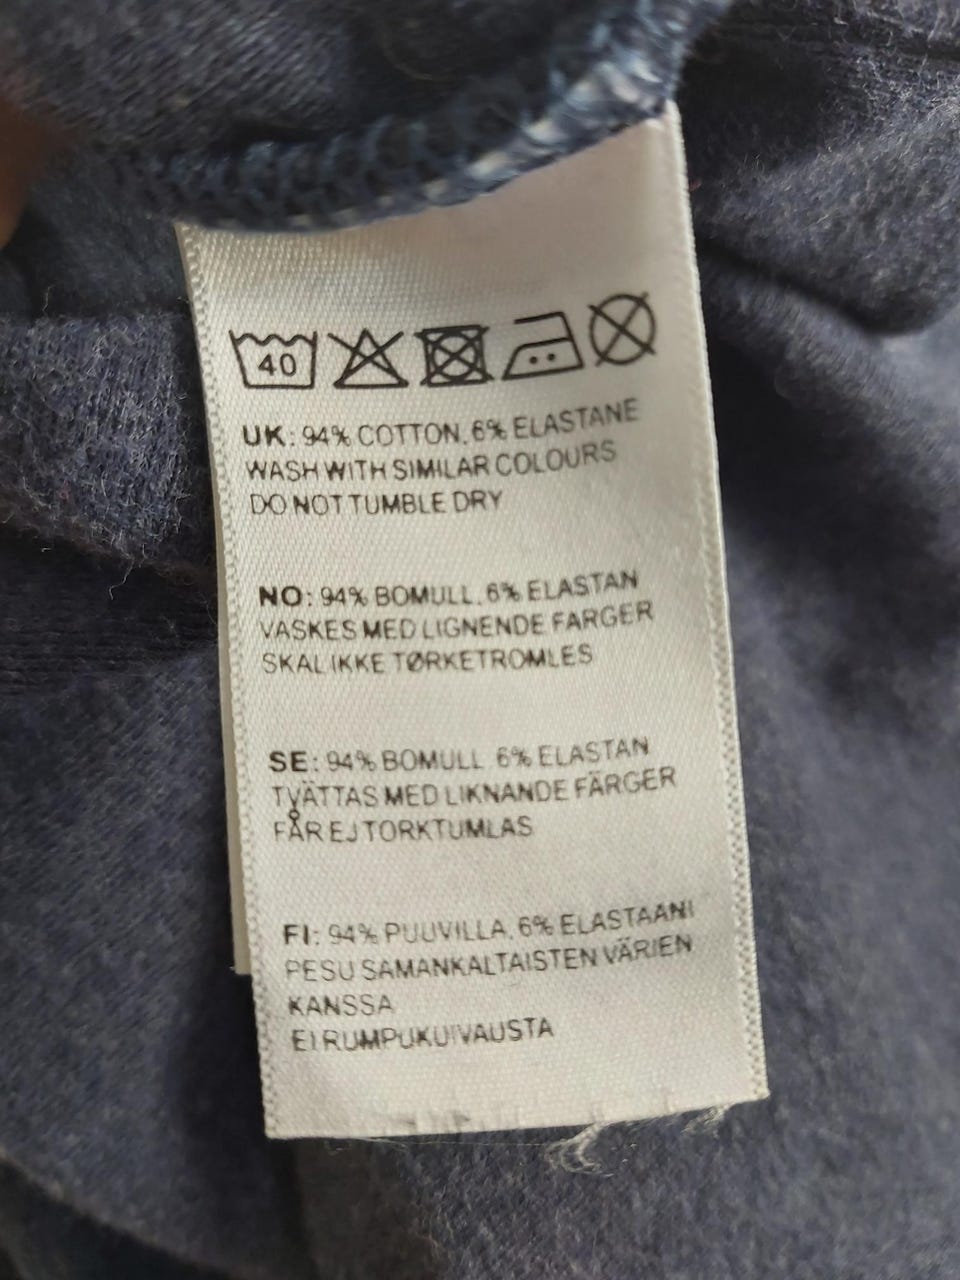 40
UK: 94% COTTON, 6% ELASTANE
WASH WITH SIMILAR COLOURS
DO NOT TUMBLE DRY
NO: 94% BOMULL, 6% ELASTAN
VASKES MED LIGNENDE FARGER
SKAL IKKE TØRKETROMLES
SE: 94% BOMULL 6% ELASTAN
TVÄTTAS MED LIKNANDE FÄRGER
FÅR EJ TORKTUMLAS
FI: 94% PUUVILLA, 6% ELASTAANI
PESU SAMANKALTAISTEN VÄRIEN
KANSSA
EI RUMPUKUIVAUSTA